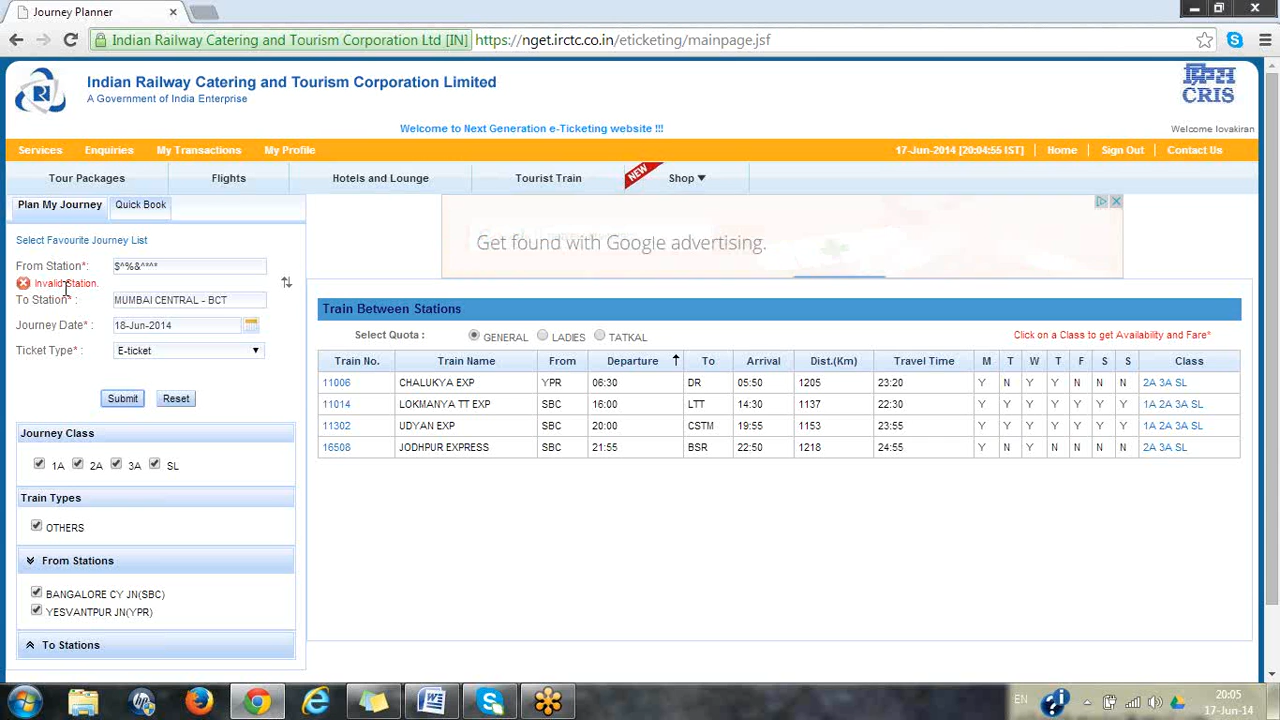 Journey Planner
Indian Railway Catering and Tourism Corporation Ltd [IN] https://nget.irctc.co.in/eticketing/mainpage.jsf
Indian Railway Catering and Tourism Corporation Limited
A Government of India Enterprise
CRIS
Welcome to Next Generation e-Ticketing website !!!
Welcome lovakiran
Services Enquiries My Transactions My Profile 17-Jun-2014 [20:04:55 IST] Home Sign Out Contact Us
Tour Packages Flights Hotels and Lounge Tourist Train NEW Shop
Plan My Journey Quick Book
Select Favourite Journey List
From Station*: $^%&^*^*
Invalid Station.
To Station*: MUMBAI CENTRAL - BCT
Journey Date*: 18-Jun-2014
Ticket Type*: E-ticket
Submit Reset
Journey Class
1A 2A 3A SL
Train Types
OTHERS
From Stations
BANGALORE CY JN(SBC)
YESVANTPUR JN(YPR)
To Stations
Get found with Google advertising.
Train Between Stations
Select Quota : GENERAL LADIES TATKAL Click on a Class to get Availability and Fare*
Train No. Train Name From Departure To Arrival Dist.(Km) Travel Time M T W T F S S Class
11006 CHALUKYA EXP YPR 06:30 DR 05:50 1205 23:20 Y N N Y N N N 2A 3A SL
11014 LOKMANYA TT EXP SBC 16:00 LTT 14:30 1137 22:30 Y Y Y Y Y Y Y 1A 2A 3A SL
11302 UDYAN EXP SBC 20:00 CSTM 19:55 1153 23:55 Y Y Y Y Y Y Y 1A 2A 3A SL
16508 JODHPUR EXPRESS SBC 21:55 BSR 22:50 1218 24:55 Y N Y N N N N 2A 3A SL
EN 20:05
17-Jun-14